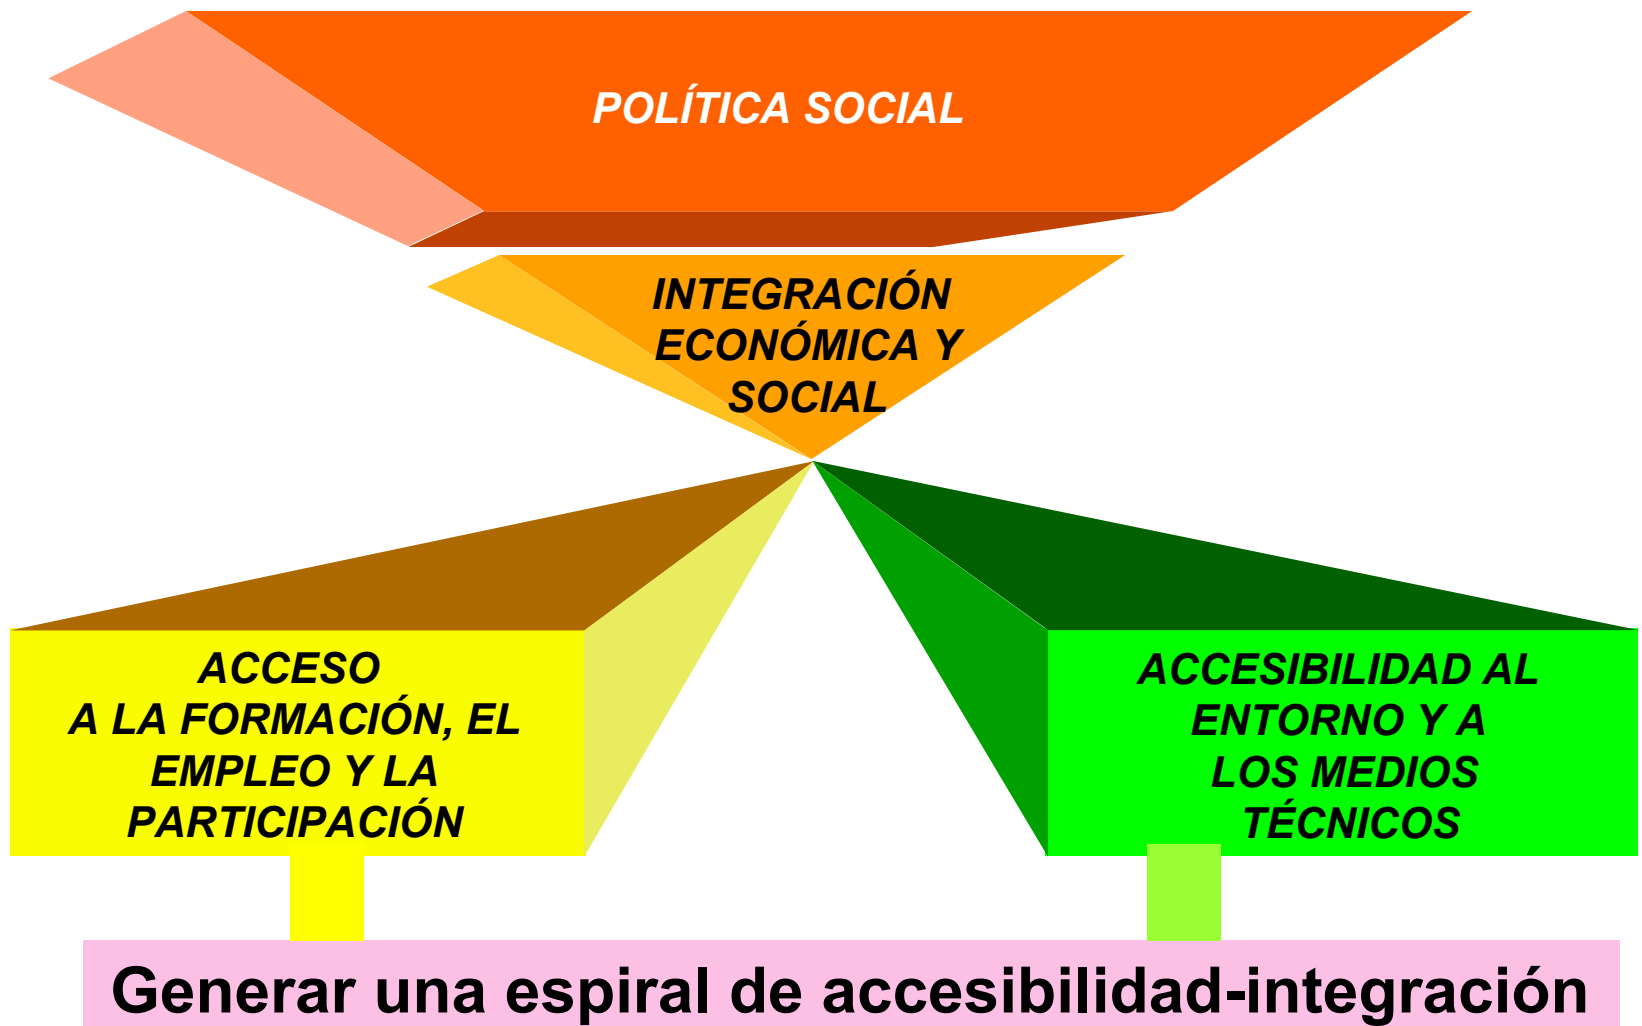 POLÍTICA SOCIAL
INTEGRACIÓN
ECONÓMICA Y
SOCIAL
ACCESO
A LA FORMACIÓN, EL
EMPLEO Y LA
PARTICIPACIÓN
ACCESIBILIDAD AL
ENTORNO Y A
LOS MEDIOS
TÉCNICOS
Generar una espiral de accesibilidad-integración